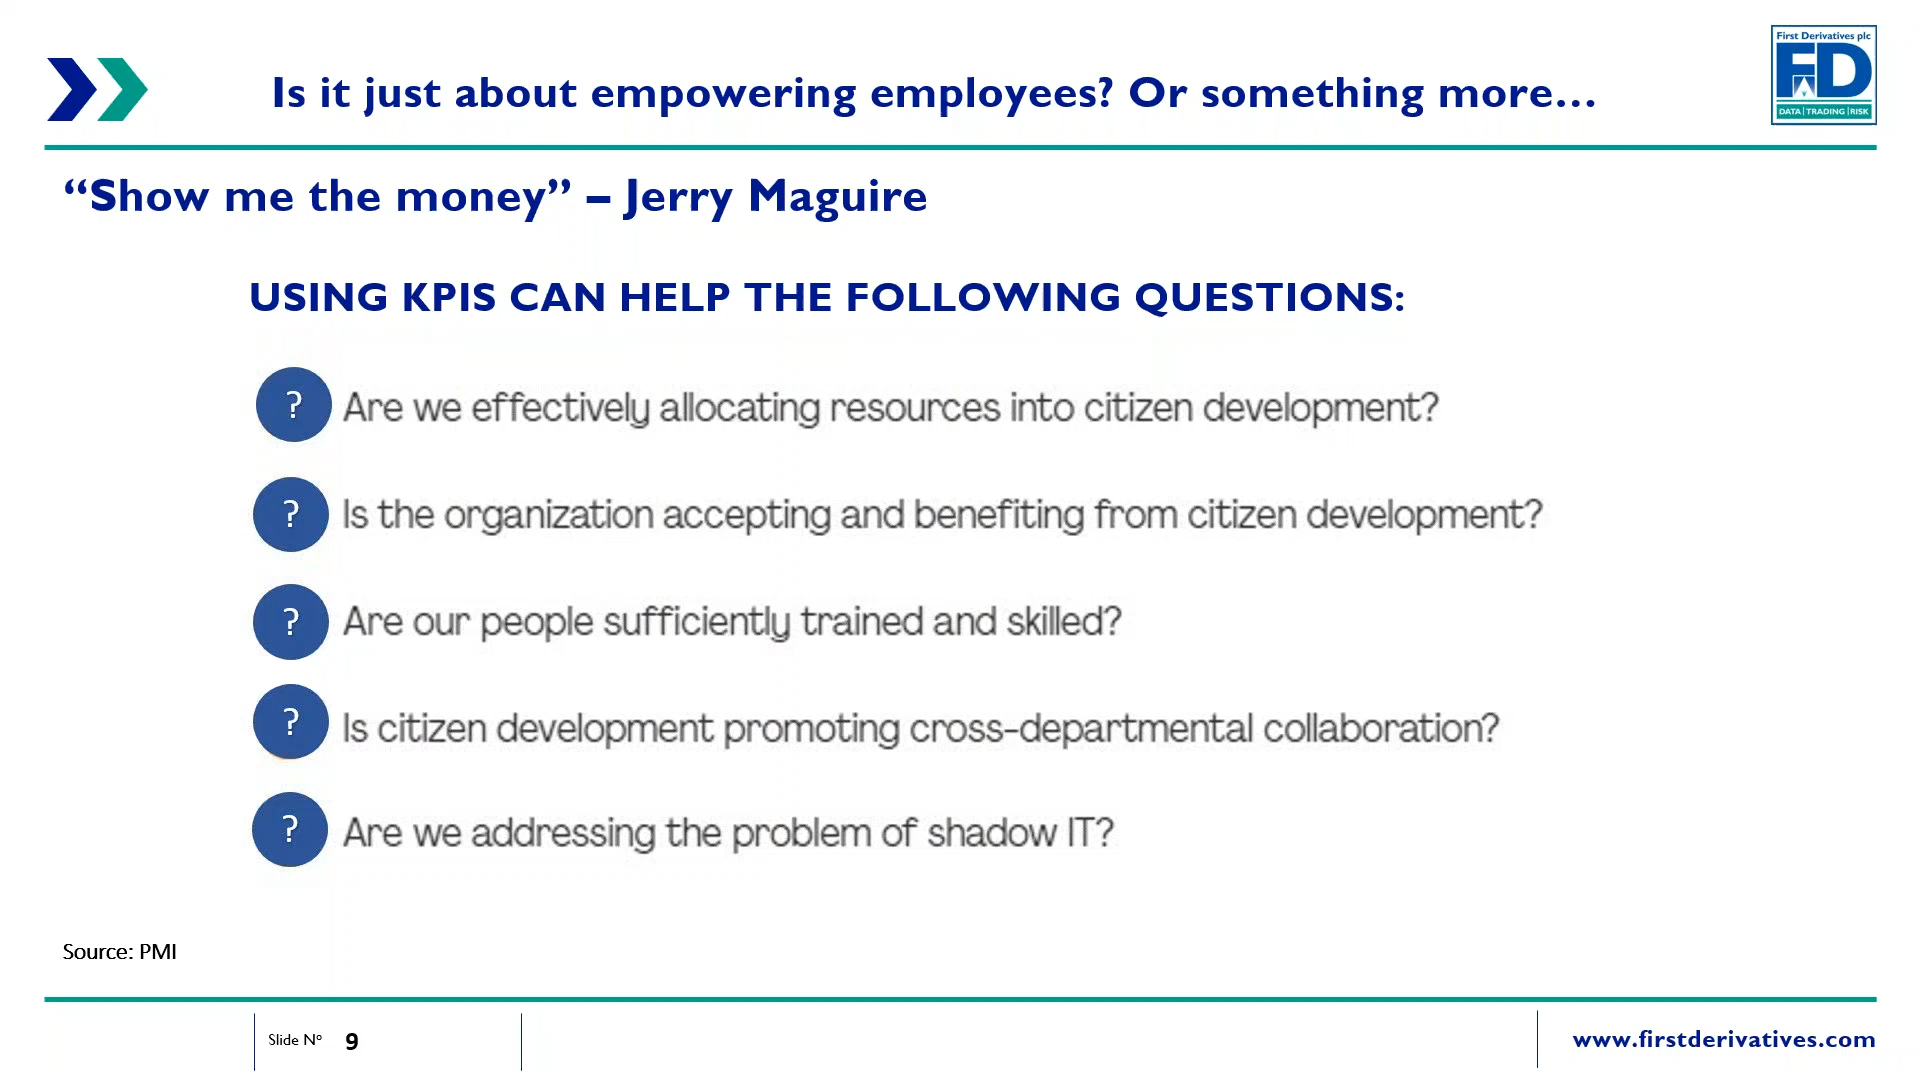 First Derivatives plc
FD
DATA | TRADING | RISK
Is it just about empowering employees? Or something more…
“Show me the money” – Jerry Maguire
USING KPIS CAN HELP THE FOLLOWING QUESTIONS:
? Are we effectively allocating resources into citizen development?
? Is the organization accepting and benefiting from citizen development?
? Are our people sufficiently trained and skilled?
? Is citizen development promoting cross-departmental collaboration?
? Are we addressing the problem of shadow IT?
Source: PMI
Slide Nº 9
www.firstderivatives.com